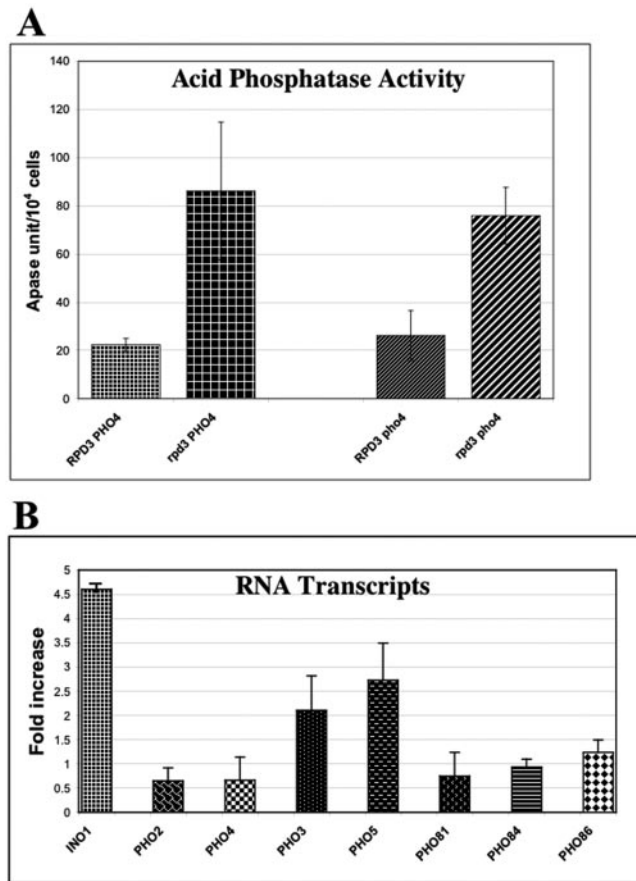 A
Acid Phosphatase Activity
140
120
100
80
60
40
20
0
Apase unit/10⁴ cells
RPD3 PHO4
rpd3 PHO4
RPD3 pho4
rpd3 pho4
B
RNA Transcripts
5
4.5
4
3.5
3
2.5
2
1.5
1
0.5
0
Fold increase
INO1
PHO2
PHO4
PHO3
PHO5
PHO81
PHO84
PHO86